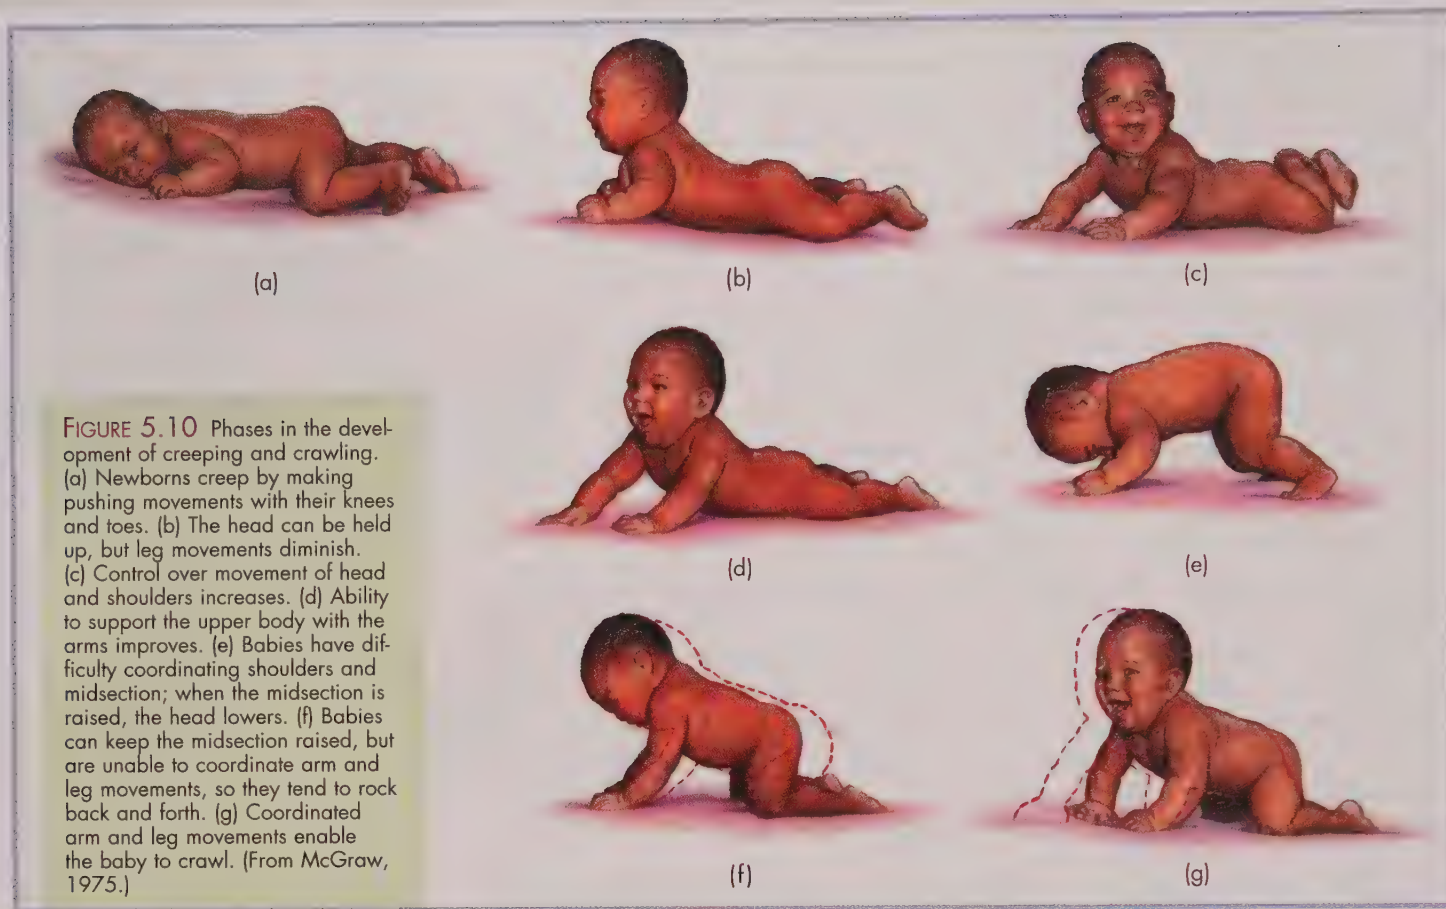 (a)
(b)
(c)
(d)
(e)
(f)
(g)
FIGURE 5.10 Phases in the devel-
opment of creeping and crawling.
(a) Newborns creep by making
pushing movements with their knees
and toes. (b) The head can be held
up, but leg movements diminish.
(c) Control over movement of head
and shoulders increases. (d) Ability
to support the upper body with the
arms improves. (e) Babies have dif-
ficulty coordinating shoulders and
midsection; when the midsection is
raised, the head lowers. (f) Babies
can keep the midsection raised, but
are unable to coordinate arm and
leg movements, so they tend to rock
back and forth. (g) Coordinated
arm and leg movements enable
the baby to crawl. (From McGraw,
1975.)